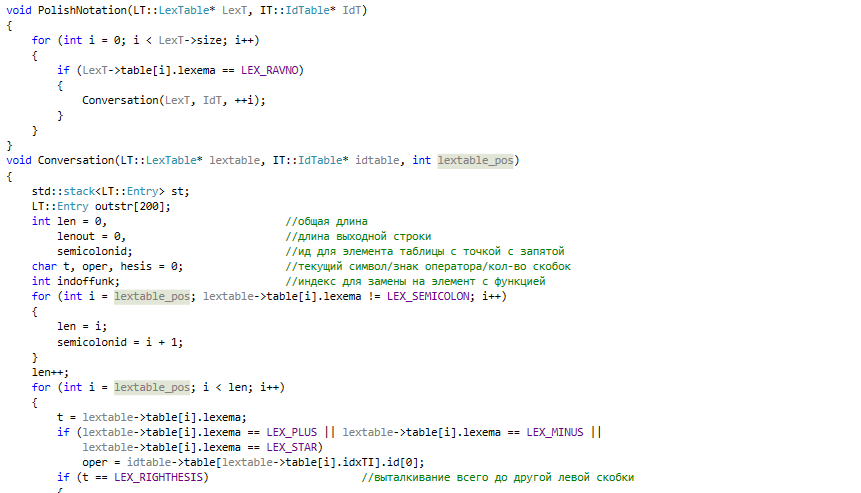 void PolishNotation(LT::LexTable* LexT, IT::IdTable* IdT)
{
    for (int i = 0; i < LexT->size; i++)
    {
        if (LexT->table[i].lexema == LEX_RAVNO)
        {
            Conversation(LexT, IdT, ++i);
        }
    }
}
void Conversation(LT::LexTable* lextable, IT::IdTable* idtable, int lextable_pos)
{
    std::stack<LT::Entry> st;
    LT::Entry outstr[200];
    int len = 0,                            //общая длина
        lenout = 0,                         //длина выходной строки
        semicolonid;                        //ид для элемента таблицы с точкой с запятой
    char t, oper, hesis = 0;                //текущий символ/знак оператора/кол-во скобок
    int indoffunk;                          //индекс для замены на элемент с функцией
    for (int i = lextable_pos; lextable->table[i].lexema != LEX_SEMICOLON; i++)
    {
        len = i;
        semicolonid = i + 1;
    }
    len++;
    for (int i = lextable_pos; i < len; i++)
    {
        t = lextable->table[i].lexema;
        if (lextable->table[i].lexema == LEX_PLUS || lextable->table[i].lexema == LEX_MINUS ||
            lextable->table[i].lexema == LEX_STAR)
            oper = idtable->table[lextable->table[i].idxTI].id[0];
        if (t == LEX_RIGHTHESIS)                        //выталкивание всего до другой левой скобки
        {